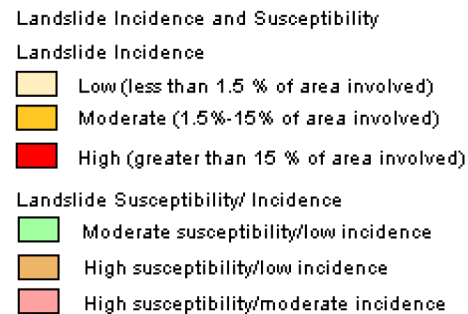 Landslide Incidence and Susceptibility
Landslide Incidence
Low (less than 1.5 % of area involved)
Moderate (1.5%-15% of area involved)
High (greater than 15 % of area involved)
Landslide Susceptibility/ Incidence
Moderate susceptibility/low incidence
High susceptibility/low incidence
High susceptibility/moderate incidence